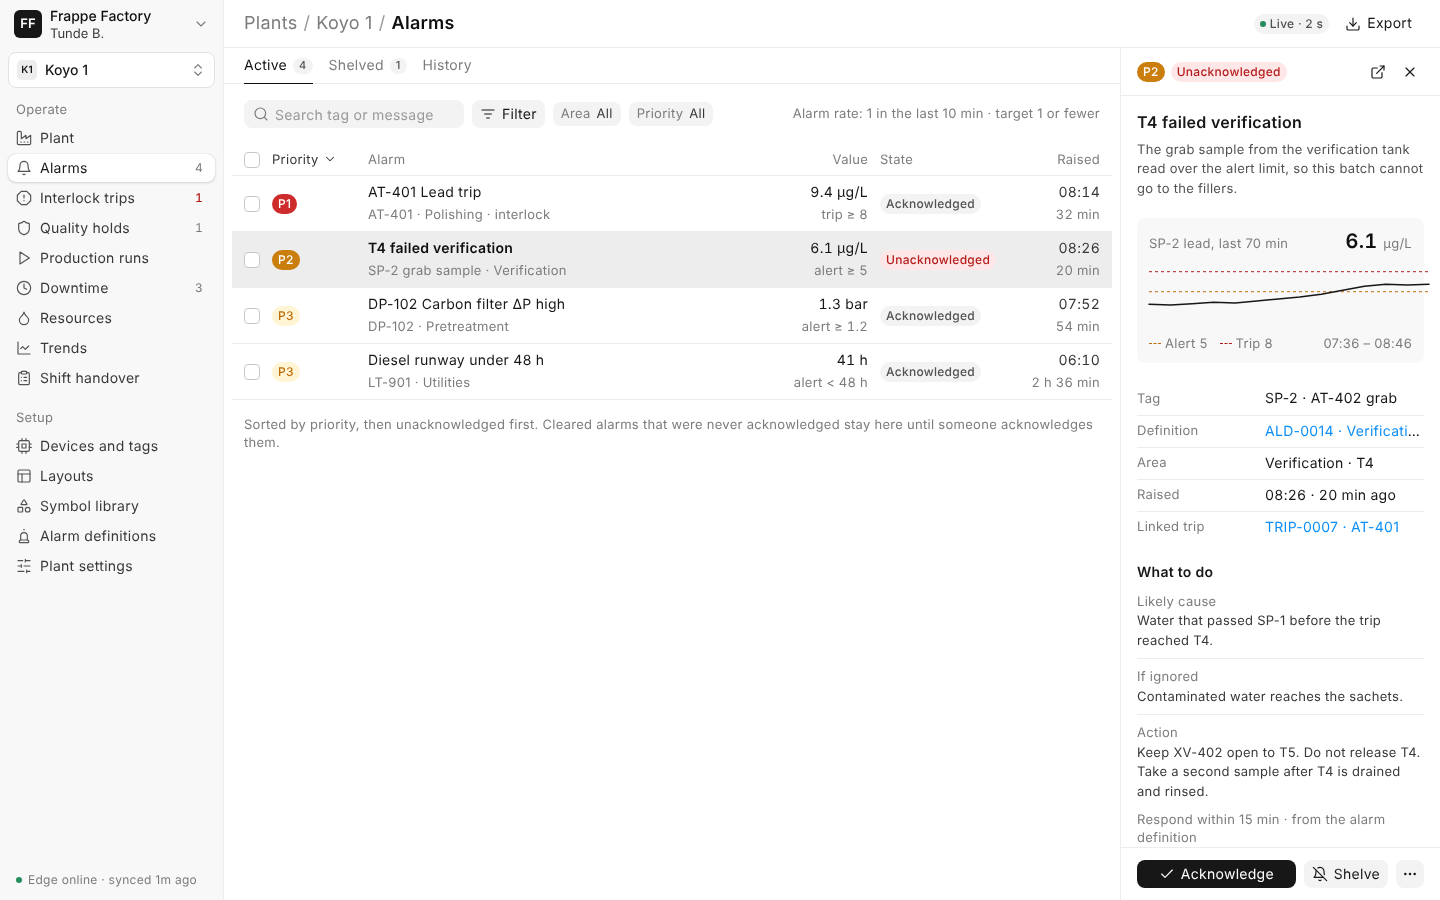 FF
Frappe Factory
Tunde B.
K1
Koyo 1
Operate
Plant
Alarms 4
Interlock trips 1
Quality holds 1
Production runs
Downtime 3
Resources
Trends
Shift handover
Setup
Devices and tags
Layouts
Symbol library
Alarm definitions
Plant settings
Edge online · synced 1m ago
Plants / Koyo 1 / Alarms
Live · 2 s
Export
Active 4 Shelved 1 History
Search tag or message
Filter
Area All
Priority All
Alarm rate: 1 in the last 10 min · target 1 or fewer
Priority Alarm Value State Raised
P1 AT-401 Lead trip 9.4 µg/L Acknowledged 08:14
AT-401 · Polishing · interlock trip ≥ 8 32 min
P2 T4 failed verification 6.1 µg/L Unacknowledged 08:26
SP-2 grab sample · Verification alert ≥ 5 20 min
P3 DP-102 Carbon filter ΔP high 1.3 bar Acknowledged 07:52
DP-102 · Pretreatment alert ≥ 1.2 54 min
P3 Diesel runway under 48 h 41 h Acknowledged 06:10
LT-901 · Utilities alert < 48 h 2 h 36 min
Sorted by priority, then unacknowledged first. Cleared alarms that were never acknowledged stay here until someone acknowledges
them.
P2 Unacknowledged
T4 failed verification
The grab sample from the verification tank
read over the alert limit, so this batch cannot
go to the fillers.
SP-2 lead, last 70 min 6.1 µg/L
--- Alert 5 --- Trip 8 07:36 – 08:46
Tag SP-2 · AT-402 grab
Definition ALD-0014 · Verificati...
Area Verification · T4
Raised 08:26 · 20 min ago
Linked trip TRIP-0007 · AT-401
What to do
Likely cause
Water that passed SP-1 before the trip
reached T4.
If ignored
Contaminated water reaches the sachets.
Action
Keep XV-402 open to T5. Do not release T4.
Take a second sample after T4 is drained
and rinsed.
Respond within 15 min · from the alarm
definition
Acknowledge
Shelve